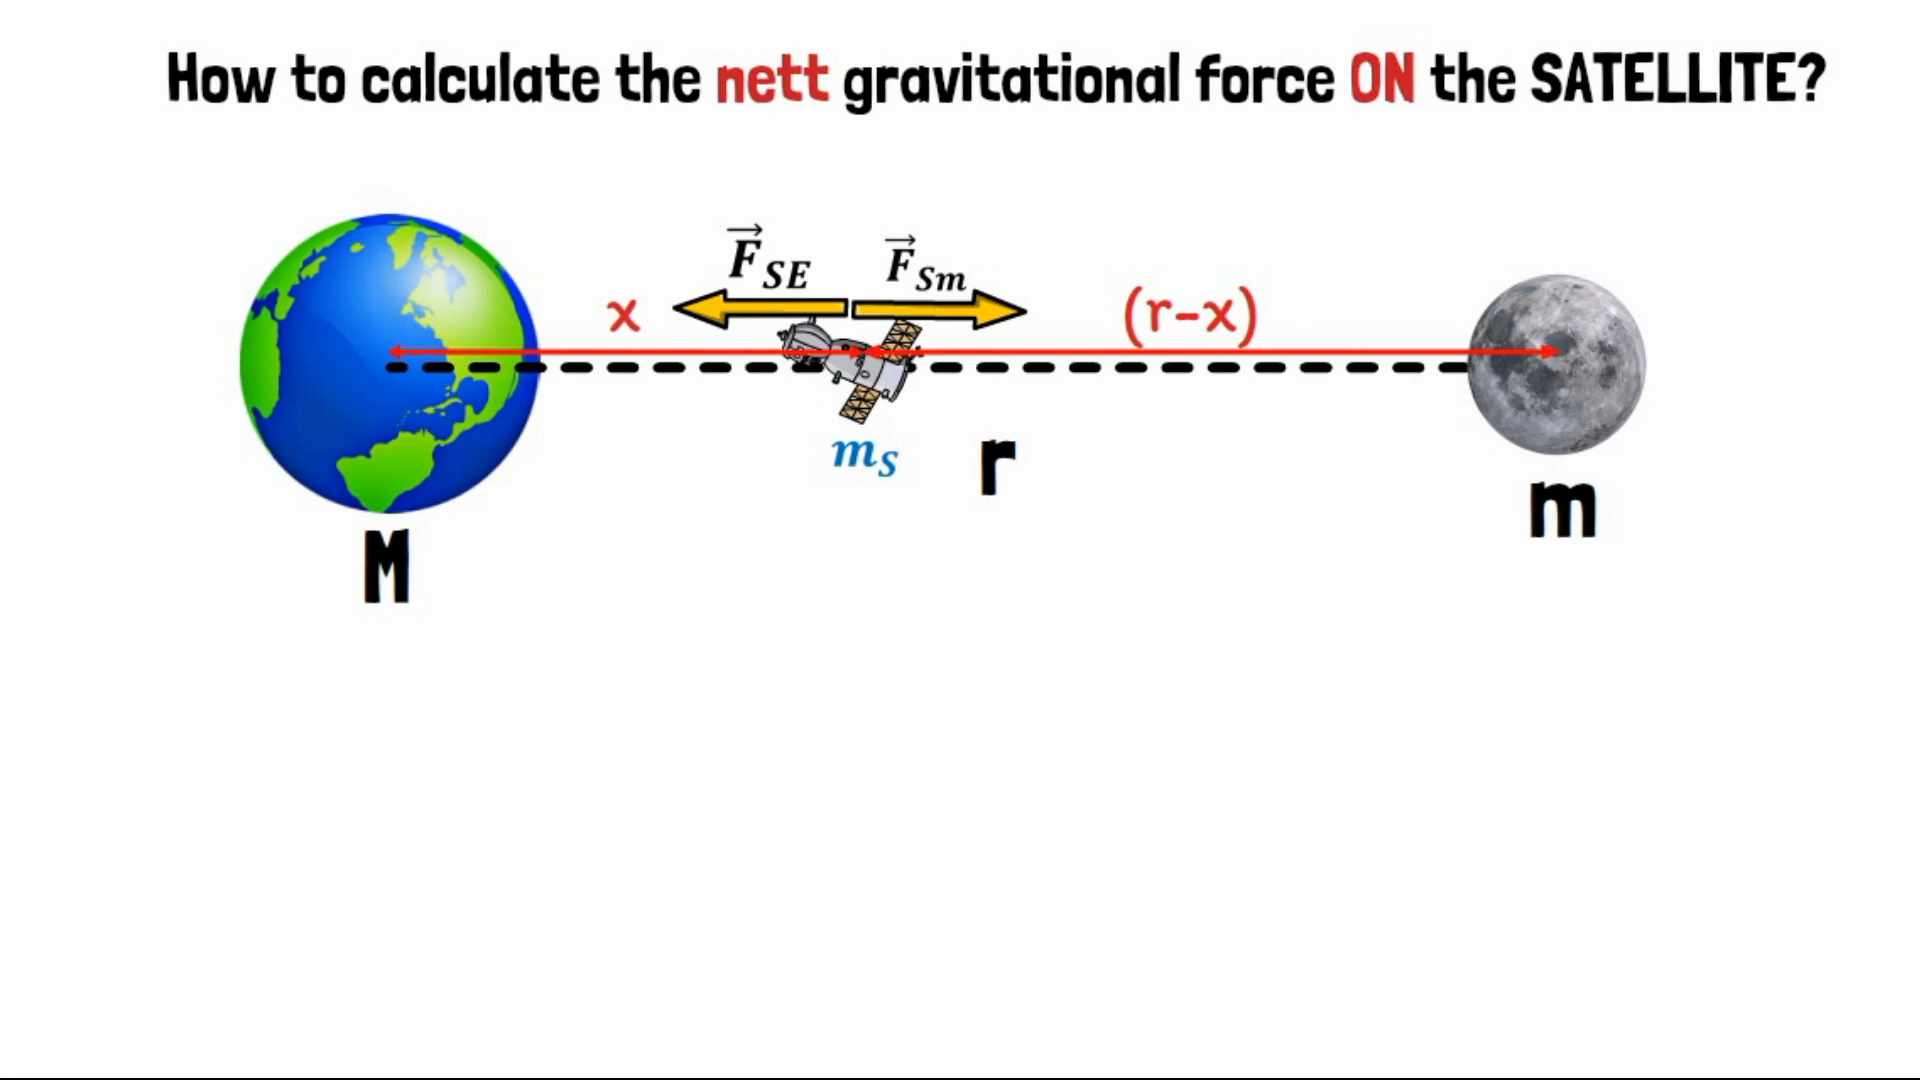 How to calculate the nett gravitational force ON the SATELLITE?
F⃗SE
F⃗Sm
x
(r-x)
mS
r
m
M